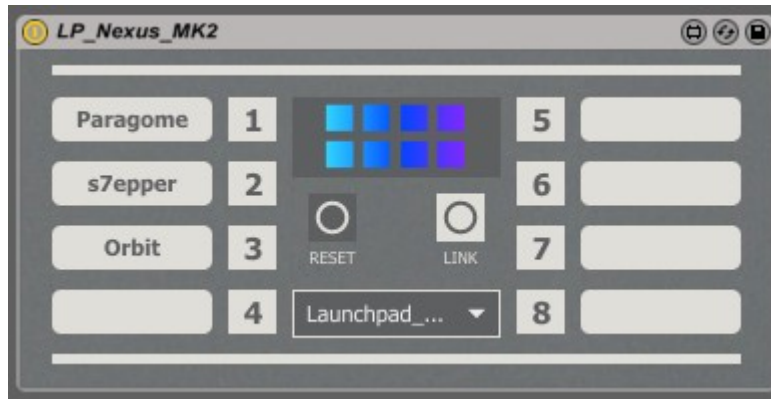 LP_Nexus_MK2
Paragome 1 5
s7epper 2 6
Orbit 3 RESET LINK 7
4 Launchpad_... 8